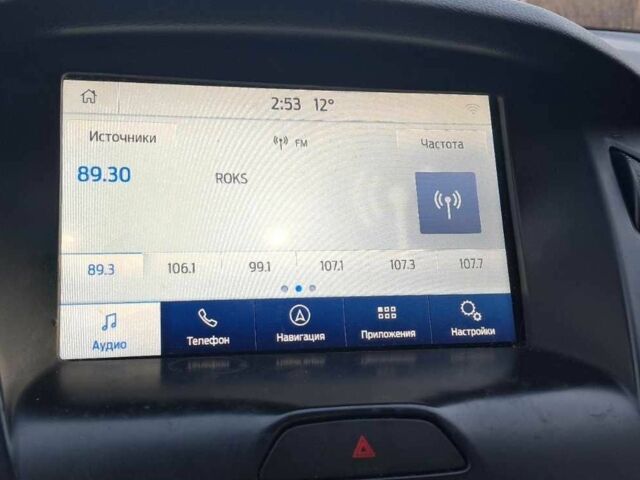 2:53 12°
Источники
FM
Частота
89.30
ROKS
89.3 106.1 99.1 107.1 107.3 107.7
Аудио
Телефон
Навигация
Приложения
Настройки